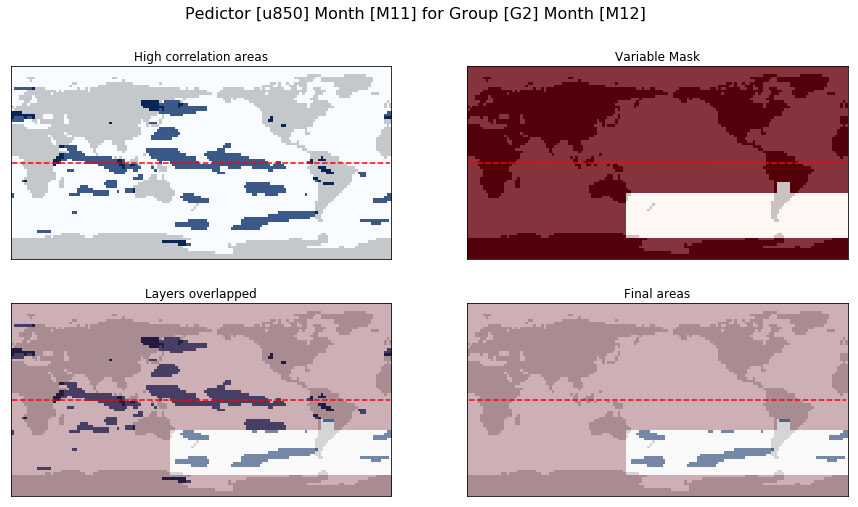 Pedictor [u850] Month [M11] for Group [G2] Month [M12]
High correlation areas
Variable Mask
Layers overlapped
Final areas